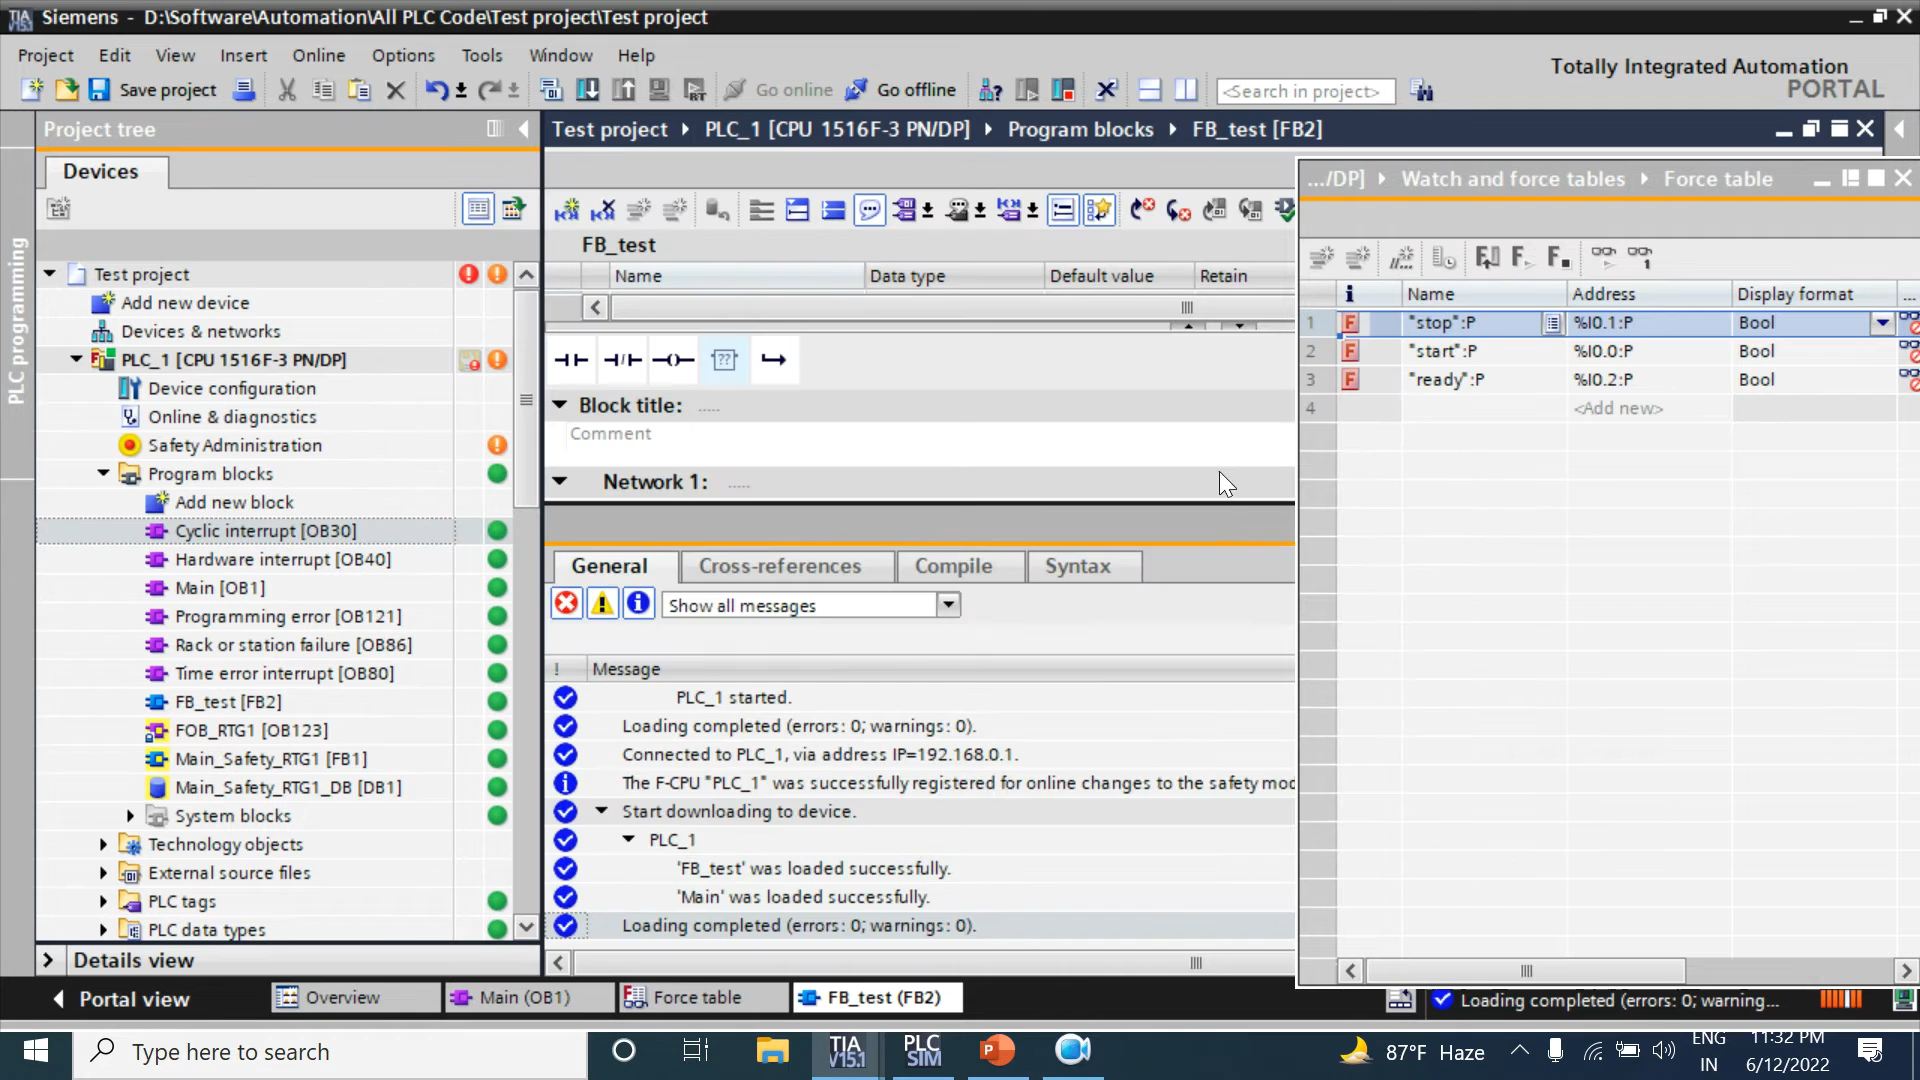 Siemens - D:\Software\Automation\All PLC Code\Test project\Test project
Project Edit View Insert Online Options Tools Window Help
Totally Integrated Automation
PORTAL
Save project
Go online
Go offline
<Search in project>
Project tree
Test project PLC_1 [CPU 1516F-3 PN/DP] Program blocks FB_test [FB2]
Devices
PLC programming
Test project
Add new device
Devices & networks
PLC_1 [CPU 1516F-3 PN/DP]
Device configuration
Online & diagnostics
Safety Administration
Program blocks
Add new block
Cyclic interrupt [OB30]
Hardware interrupt [OB40]
Main [OB1]
Programming error [OB121]
Rack or station failure [OB86]
Time error interrupt [OB80]
FB_test [FB2]
FOB_RTG1 [OB123]
Main_Safety_RTG1 [FB1]
Main_Safety_RTG1_DB [DB1]
System blocks
Technology objects
External source files
PLC tags
PLC data types
Details view
FB_test
Name Data type Default value Retain
??
Block title: .....
Comment
Network 1: .....
General Cross-references Compile Syntax
Show all messages
! Message
PLC_1 started.
Loading completed (errors: 0; warnings: 0).
Connected to PLC_1, via address IP=192.168.0.1.
The F-CPU "PLC_1" was successfully registered for online changes to the safety mod
Start downloading to device.
PLC_1
'FB_test' was loaded successfully.
'Main' was loaded successfully.
Loading completed (errors: 0; warnings: 0).
.../DP] Watch and force tables Force table
i Name Address Display format ...
1 F "stop":P %I0.1:P Bool
2 F "start":P %I0.0:P Bool
3 F "ready":P %I0.2:P Bool
4 <Add new>
Portal view
Overview
Main (OB1)
Force table
FB_test (FB2)
Loading completed (errors: 0; warning...
Type here to search
TIA V15.1
PLC SIM
87°F Haze
ENG
IN
11:32 PM
6/12/2022